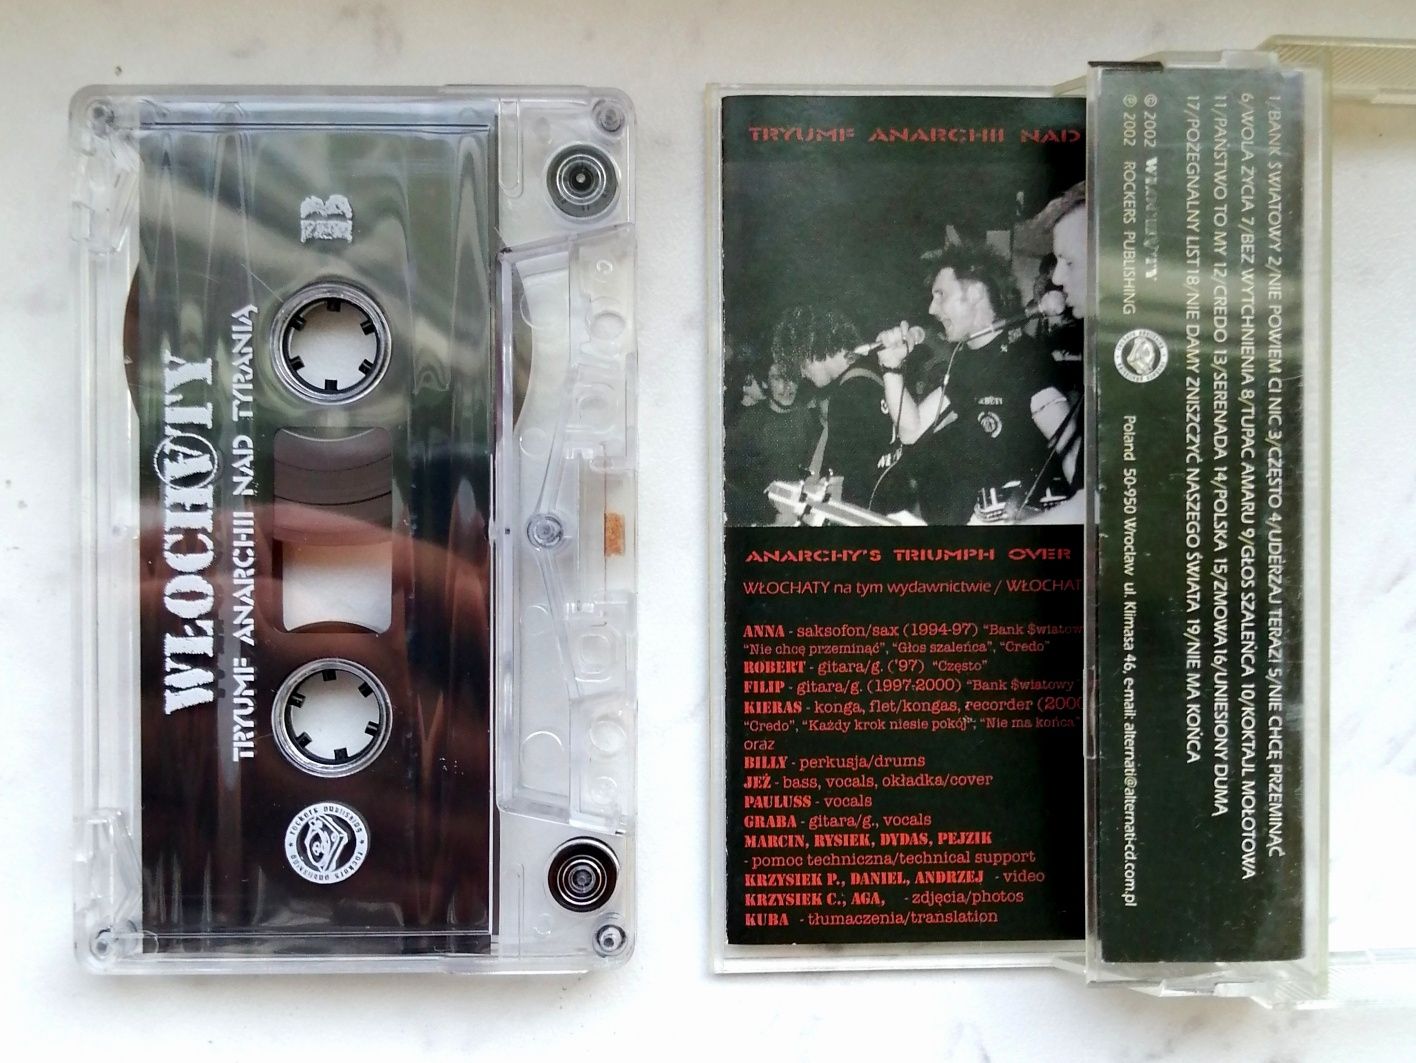 B
WŁOCHATY
TRYUMF ANARCHII NAD TYRANIĄ
rockers publishing * rockers publishing *
TRYUMF ANARCHII NAD
ANARCHY'S TRIUMPH OVER
WŁOCHATY na tym wydawnictwie / WŁOCHAT
ANNA - saksofon/sax (1994-97) "Bank $wiatow
"Nie chcę przeminąć", "Głos szaleńca", "Credo"
ROBERT - gitara/g. ('97) "Często"
FILIP - gitara/g. (1997-2000) "Bank $wiatowy
KIERAS - konga, flet/kongas, recorder (2000
"Credo", "Każdy krok niesie pokój", "Nie ma końca"
oraz
BILLY - perkusja/drums
JEŻ - bass, vocals, okładka/cover
PAULUSS - vocals
GRABA - gitara/g., vocals
MARCIN, RYSIEK, DYDAS, PEJZIK
- pomoc techniczna/technical support
KRZYSIEK P., DANIEL, ANDRZEJ - video
KRZYSIEK C., AGA, - zdjęcia/photos
KUBA - tłumaczenia/translation
1/BANK ŚWIATOWY 2/NIE POWIEM CI NIC 3/CZĘSTO 4/UDERZAJ TERAZ! 5/NIE CHCĘ PRZEMINĄĆ
6/WOLA ŻYCIA 7/BEZ WYTCHNIENIA 8/TUPAC AMARU 9/GŁOS SZALEŃCA 10/KOKTAJL MOŁOTOWA
11/PAŃSTWO TO MY 12/CREDO 13/SERENADA 14/POLSKA 15/ZMOWA 16/UNIESIONY DUMA
17/POŻEGNALNY LIST 18/NIE DAMY ZNISZCZYĆ NASZEGO ŚWIATA 19/NIE MA KOŃCA
© 2002 WŁOCHATY
℗ 2002 ROCKERS PUBLISHING Poland 50-950 Wrocław ul. Klimasa 46, e-mail: alternati@alternati-cd.com.pl